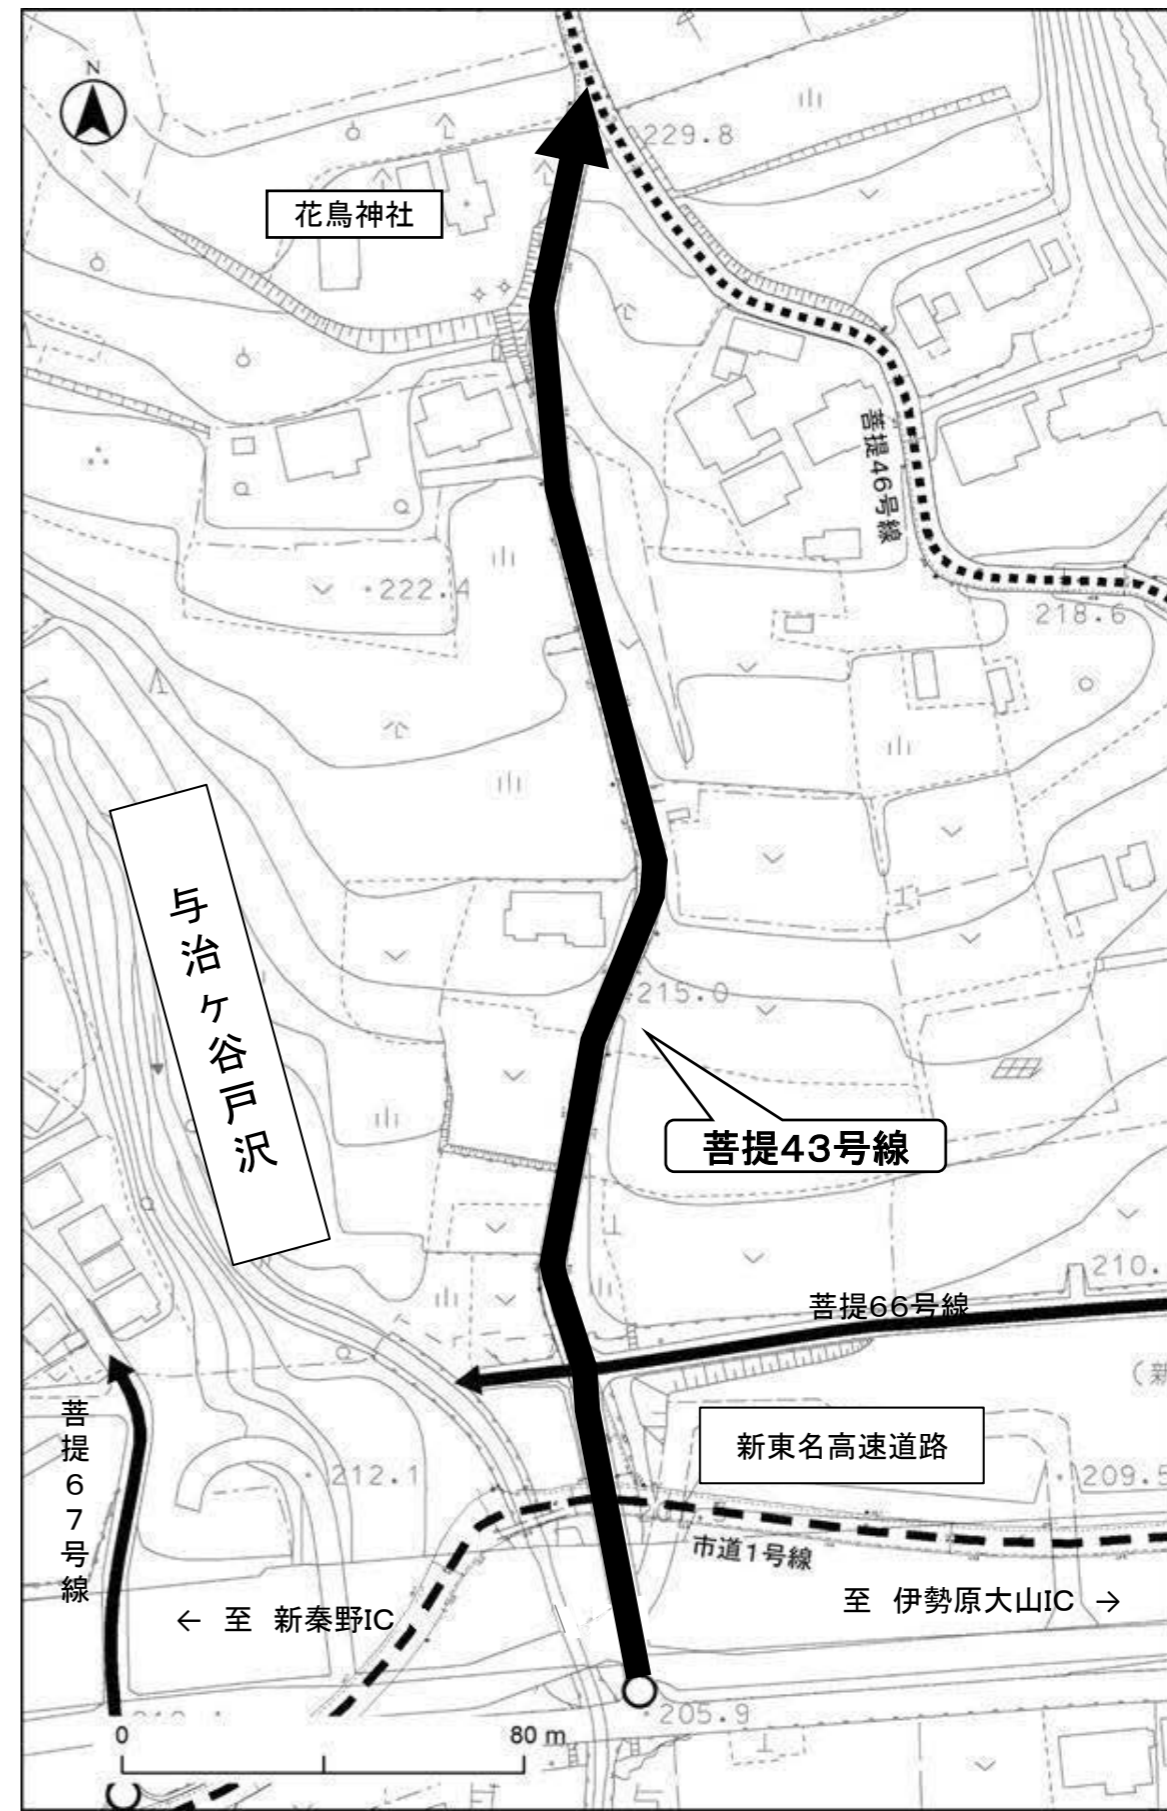 N
229.8
花鳥神社
菩提46号線
222.4
218.6
与治ヶ谷戸沢
215.0
菩提43号線
210.
菩提66号線
(新
菩提67号線
新東名高速道路
212.1
209.5
市道1号線
← 至 新秦野IC
至 伊勢原大山IC →
205.9
0
80 m